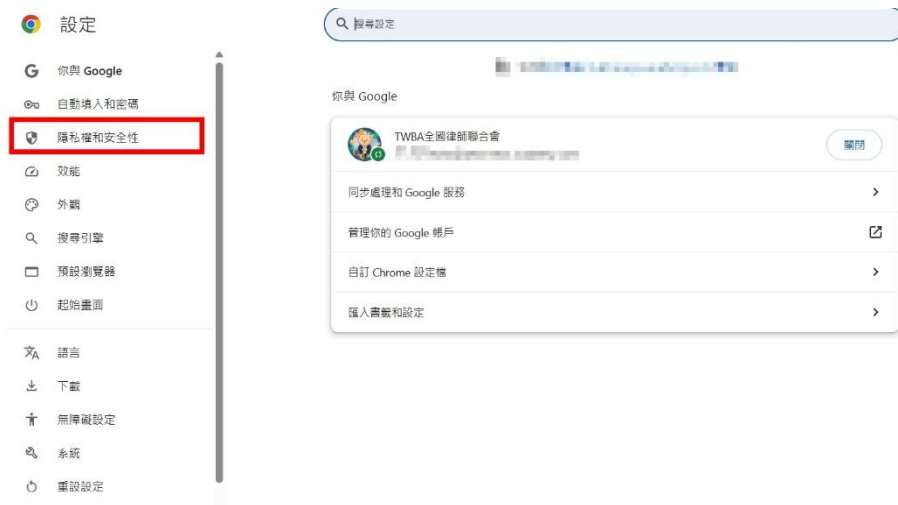 設定
搜尋設定
你與 Google
自動填入和密碼
隱私權和安全性
效能
外觀
搜尋引擎
預設瀏覽器
起始畫面
語言
下載
無障礙設定
系統
重設設定
你與 Google
TWBA全國律師聯合會
關閉
同步處理和 Google 服務
管理你的 Google 帳戶
自訂 Chrome 設定檔
匯入書籤和設定